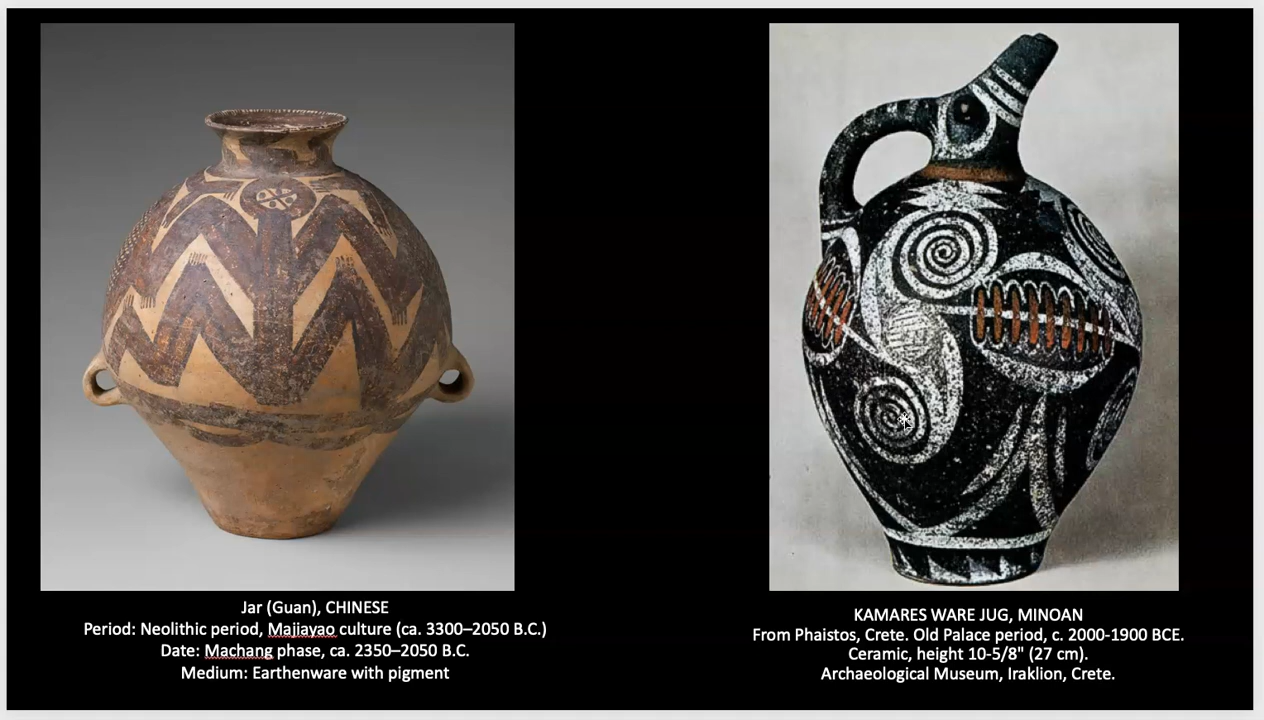 Jar (Guan), CHINESE
Period: Neolithic period, Majiayao culture (ca. 3300–2050 B.C.)
Date: Machang phase, ca. 2350–2050 B.C.
Medium: Earthenware with pigment
KAMARES WARE JUG, MINOAN
From Phaistos, Crete. Old Palace period, c. 2000-1900 BCE.
Ceramic, height 10-5/8" (27 cm).
Archaeological Museum, Iraklion, Crete.